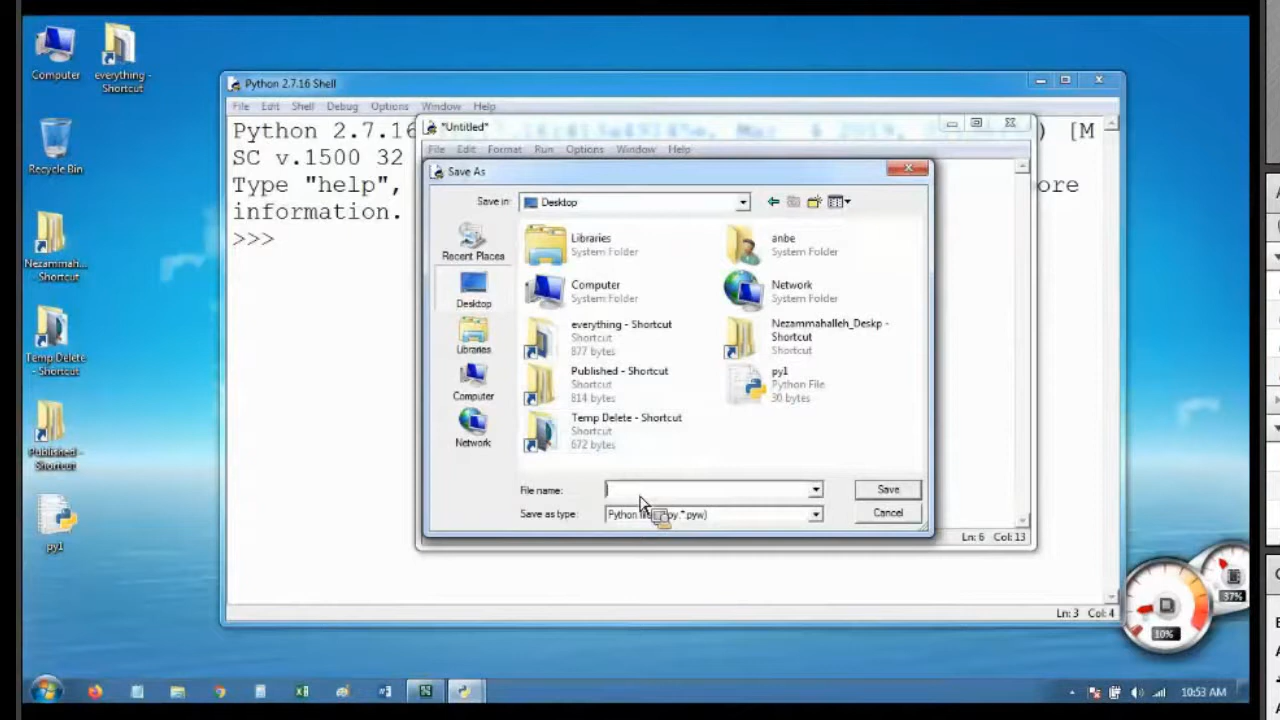 Computer
everything -
Shortcut
Recycle Bin
Nezammah...
- Shortcut
Temp Delete
- Shortcut
Published -
Shortcut
py1
Python 2.7.16 Shell
File Edit Shell Debug Options Window Help
Python 2.7.16
) [M
SC v.1500 32
Type "help",
ore
information.
>>>
*Untitled*
File Edit Format Run Options Window Help
Save As
Save in: Desktop
Recent Places
Desktop
Libraries
Computer
Network
Libraries
System Folder
anbe
System Folder
Computer
System Folder
Network
System Folder
everything - Shortcut
Shortcut
877 bytes
Nezammahalleh_Deskp -
Shortcut
Shortcut
Published - Shortcut
Shortcut
814 bytes
py1
Python File
30 bytes
Temp Delete - Shortcut
Shortcut
672 bytes
File name:
Save
Save as type: Python
py,*.pyw)
Cancel
Ln: 6 Col: 13
Ln: 3 Col: 4
37%
10%
10:53 AM